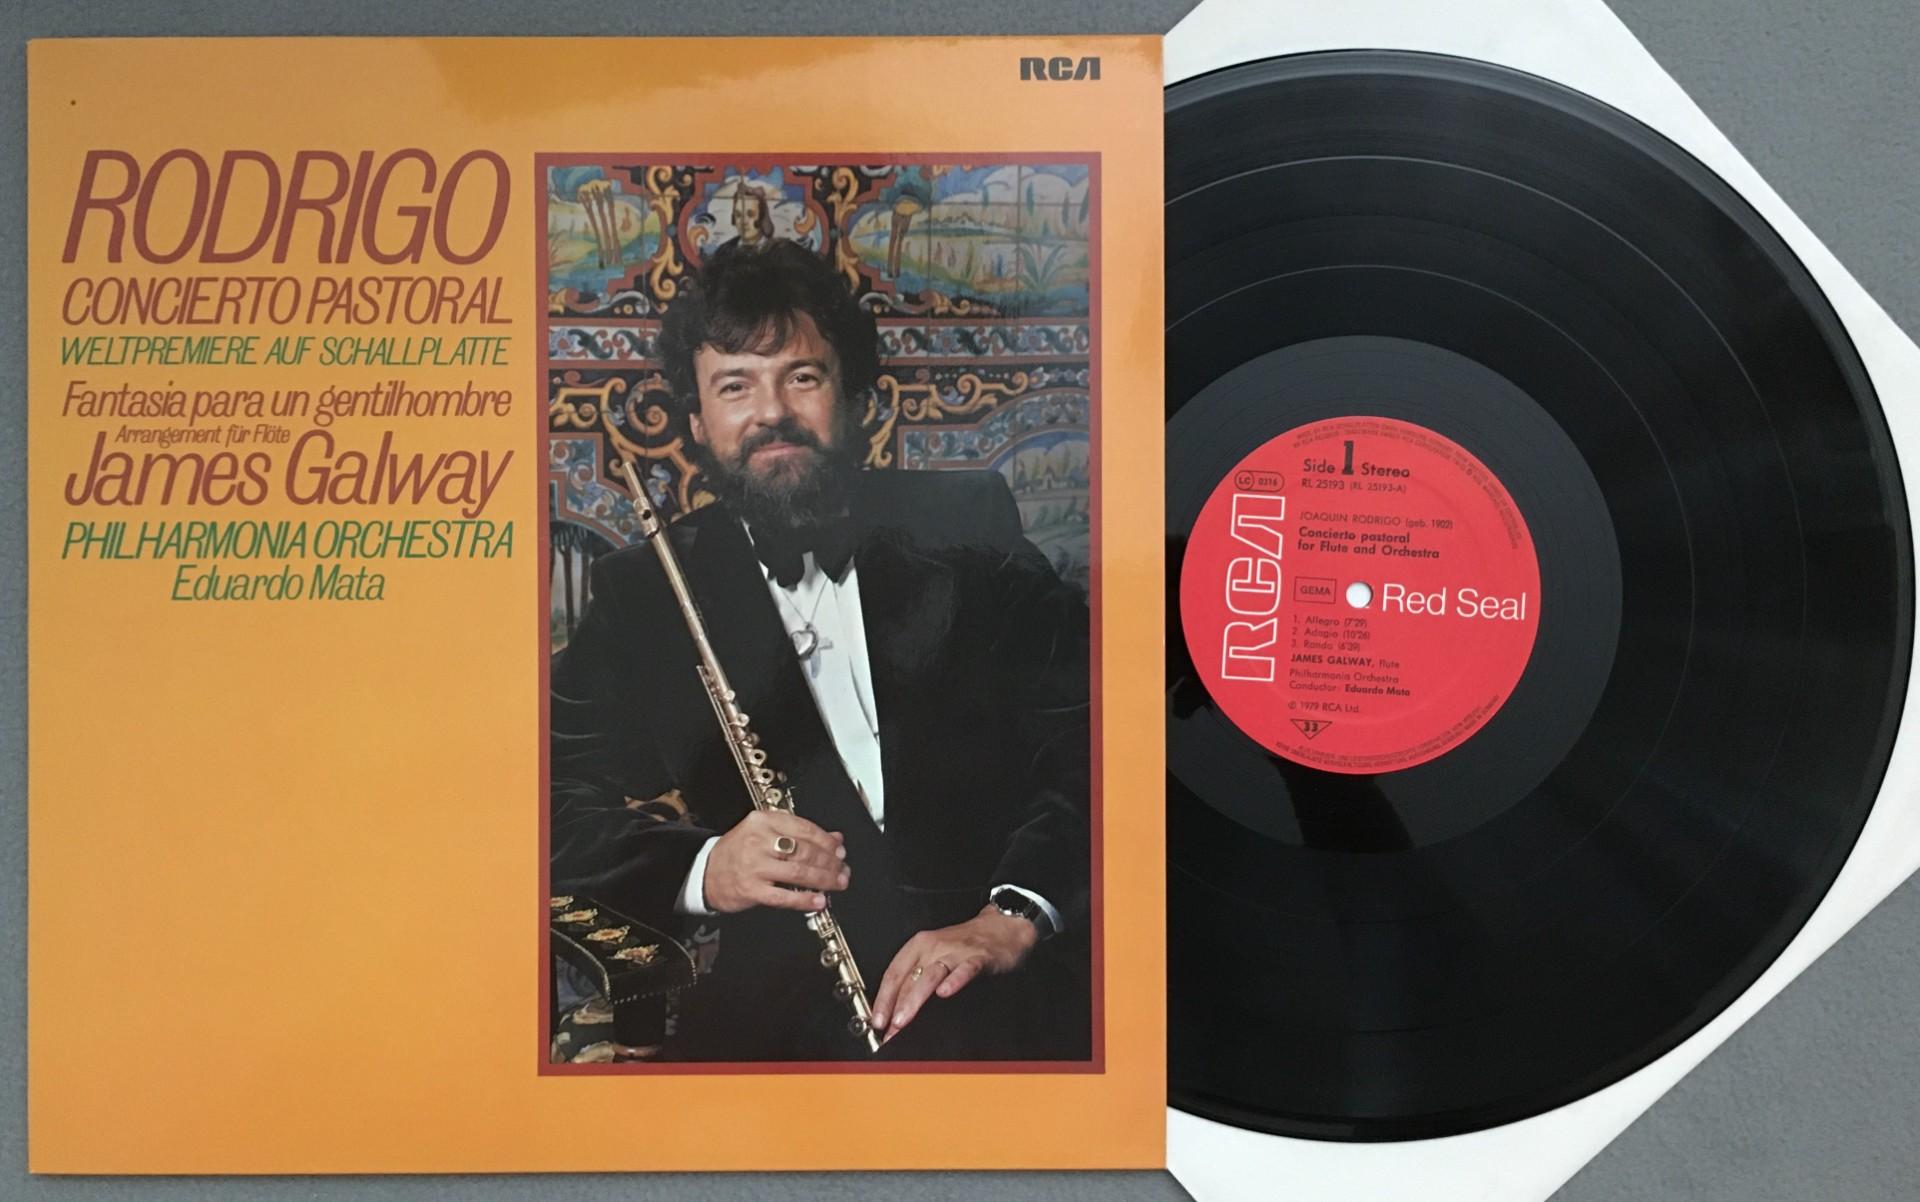 RCA
RODRIGO
CONCIERTO PASTORAL
WELTPREMIERE AUF SCHALLPLATTE
Fantasia para un gentilhombre
Arrangement für Flöte
James Galway
PHILHARMONIA ORCHESTRA
Eduardo Mata
Side 1 Stereo
RL 25193 (RL 25193-A)
LC 0316
JOAQUIN RODRIGO (geb. 1902)
Concierto pastoral
for Flute and Orchestra
GEMA
RCA Red Seal
1. Allegro (7'29)
2. Adagio (10'26)
3. Rondo (6'39)
JAMES GALWAY, flute
Philharmonia Orchestra
Conductor: Eduardo Mata
℗ 1979 RCA Ltd.
33